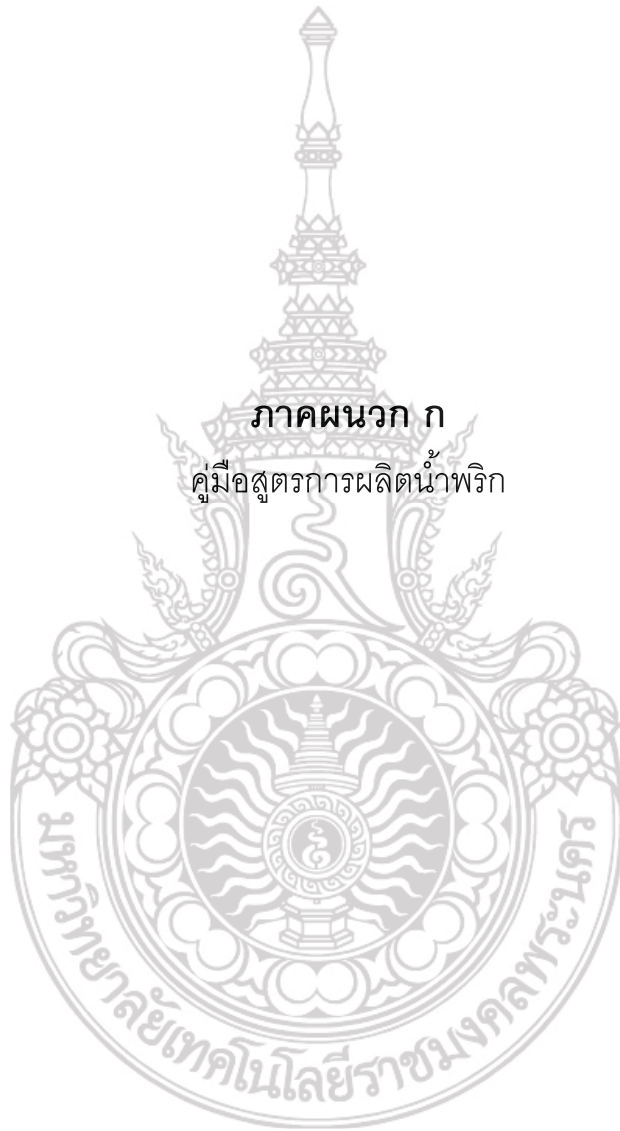 ภาคผนวก ก
คู่มือสูตรการผลิตน้ำพริก
มหาวิทยาลัยเทคโนโลยีราชมงคลพระนคร